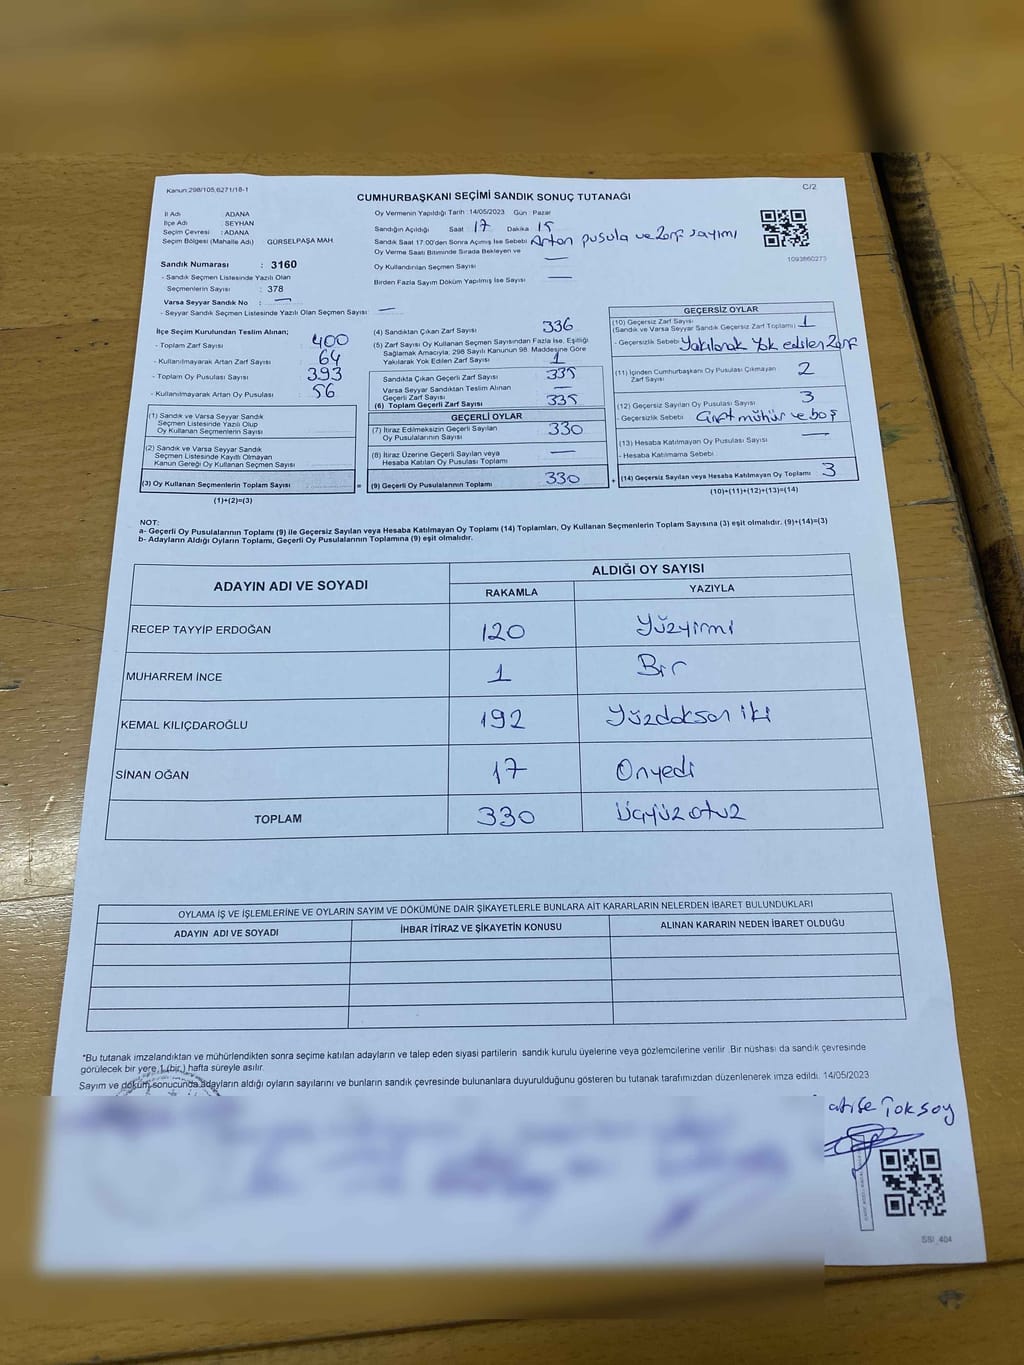 Kanun:298/105,6271/18-1
C/2
CUMHURBAŞKANI SEÇİMİ SANDIK SONUÇ TUTANAĞI
İl Adı : ADANA
İlçe Adı : SEYHAN
Seçim Çevresi : ADANA
Seçim Bölgesi (Mahalle Adı) GÜRSELPAŞA MAH
Sandık Numarası : 3160
- Sandık Seçmen Listesinde Yazılı Olan
Seçmenlerin Sayısı : 378
Varsa Seyyar Sandık No : —
- Seyyar Sandık Seçmen Listesinde Yazılı Olan Seçmen Sayısı: —
Oy Vermenin Yapıldığı Tarih : 14/05/2023 Gün : Pazar
Sandığın Açıldığı Saat 17 Dakika 15
Sandık Saat 17:00'den Sonra Açımış İse Sebebi Artan pusula ve Zarf sayımı
Oy Verme Saati Bitiminde Sırada Bekleyen ve —
Oy Kullandırılan Seçmen Sayısı
Birden Fazla Sayım Döküm Yapılmış İse Sayısı —
1093860273
İlçe Seçim Kurulundan Teslim Alınan;
- Toplam Zarf Sayısı : 400
- Kullanılmayarak Artan Zarf Sayısı : 64
- Toplam Oy Pusulası Sayısı : 393
- Kullanılmayarak Artan Oy Pusulası : 56
(1) Sandık ve Varsa Seyyar Sandık
Seçmen Listesinde Yazılı Olup
Oy Kullanan Seçmenlerin Sayısı
(2) Sandık ve Varsa Seyyar Sandık
Seçmen Listesinde Kayıtlı Olmayan
Kanun Gereği Oy Kullanan Seçmen Sayısı
(3) Oy Kullanan Seçmenlerin Toplam Sayısı =
(1)+(2)=(3)
(4) Sandıktan Çıkan Zarf Sayısı 336
(5) Zarf Sayısı Oy Kullanan Seçmen Sayısından Fazla İse, Eşitliği
Sağlamak Amacıyla, 298 Sayılı Kanunun 98. Maddesine Göre
Yakılarak Yok Edilen Zarf Sayısı 1
Sandıkta Çıkan Geçerli Zarf Sayısı 335
Varsa Seyyar Sandıktan Teslim Alınan
Geçerli Zarf Sayısı —
(6) Toplam Geçerli Zarf Sayısı 335
GEÇERLİ OYLAR
(7) İtiraz Edilmeksizin Geçerli Sayılan
Oy Pusulalarının Sayısı 330
(8) İtiraz Üzerine Geçerli Sayılan veya
Hesaba Katılan Oy Pusulası Toplamı —
(9) Geçerli Oy Pusulalarının Toplamı 330 +
GEÇERSİZ OYLAR
(10) Geçersiz Zarf Sayısı
(Sandık ve Varsa Seyyar Sandık Geçersiz Zarf Toplamı) 1
- Geçersizlik Sebebi Yakılarak Yok edilen Zarf
(11) İçinden Cumhurbaşkanı Oy Pusulası Çıkmayan
Zarf Sayısı 2
(12) Geçersiz Sayılan Oy Pusulası Sayısı 3
- Geçersizlik Sebebi Çift mühür ve boş
(13) Hesaba Katılmayan Oy Pusulası Sayısı —
- Hesaba Katılmama Sebebi
(14) Geçersiz Sayılan veya Hesaba Katılmayan Oy Toplamı 3
(10)+(11)+(12)+(13)=(14)
NOT:
a- Geçerli Oy Pusulalarının Toplamı (9) ile Geçersiz Sayılan veya Hesaba Katılmayan Oy Toplamı (14) Toplamları, Oy Kullanan Seçmenlerin Toplam Sayısına (3) eşit olmalıdır. (9)+(14)=(3)
b- Adayların Aldığı Oyların Toplamı, Geçerli Oy Pusulalarının Toplamına (9) eşit olmalıdır.
ADAYIN ADI VE SOYADI
ALDIĞI OY SAYISI
RAKAMLA YAZIYLA
RECEP TAYYİP ERDOĞAN 120 Yüzyirmi
MUHARREM İNCE 1 Bir
KEMAL KILIÇDAROĞLU 192 Yüzdoksan iki
SİNAN OĞAN 17 Onyedi
TOPLAM 330 Üçyüz otuz
OYLAMA İŞ VE İŞLEMLERİNE VE OYLARIN SAYIM VE DÖKÜMÜNE DAİR ŞİKAYETLERLE BUNLARA AİT KARARLARIN NELERDEN İBARET BULUNDUKLARI
ADAYIN ADI VE SOYADI İHBAR İTİRAZ VE ŞİKAYETİN KONUSU ALINAN KARARIN NEDEN İBARET OLDUĞU
*Bu tutanak imzalandıktan ve mühürlendikten sonra seçime katılan adayların ve talep eden siyasi partilerin sandık kurulu üyelerine veya gözlemcilerine verilir .Bir nüshası da sandık çevresinde
görülecek bir yere 1 (bir ) hafta süreyle asılır.
Sayım ve döküm sonucunda adayların aldığı oyların sayılarını ve bunların sandık çevresinde bulunanlara duyurulduğunu gösteren bu tutanak tarafımızdan düzenlenerek imza edildi. 14/05/2023
atife Toksoy
SSI_404